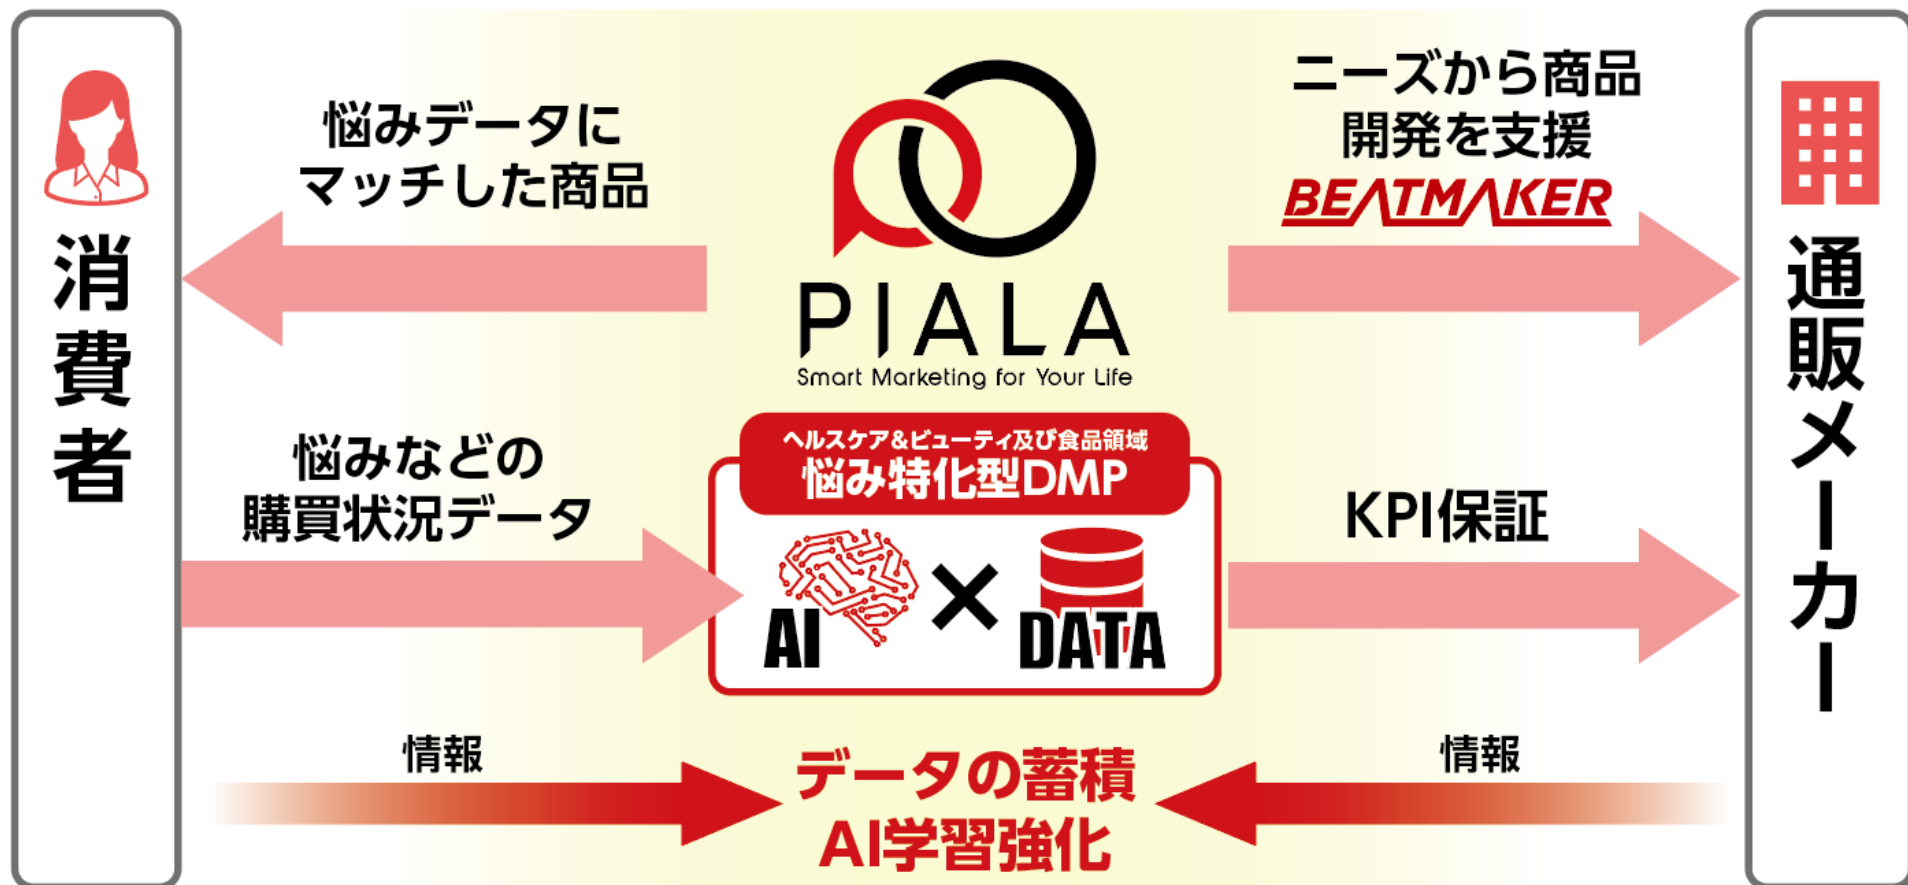 消費者
悩みデータに
マッチした商品
悩みなどの
購買状況データ
情報
PIALA
Smart Marketing for Your Life
ヘルスケア&ビューティ及び食品領域
悩み特化型DMP
AI×DATA
データの蓄積
AI学習強化
ニーズから商品
開発を支援
BEATMAKER
KPI保証
情報
通販メーカー